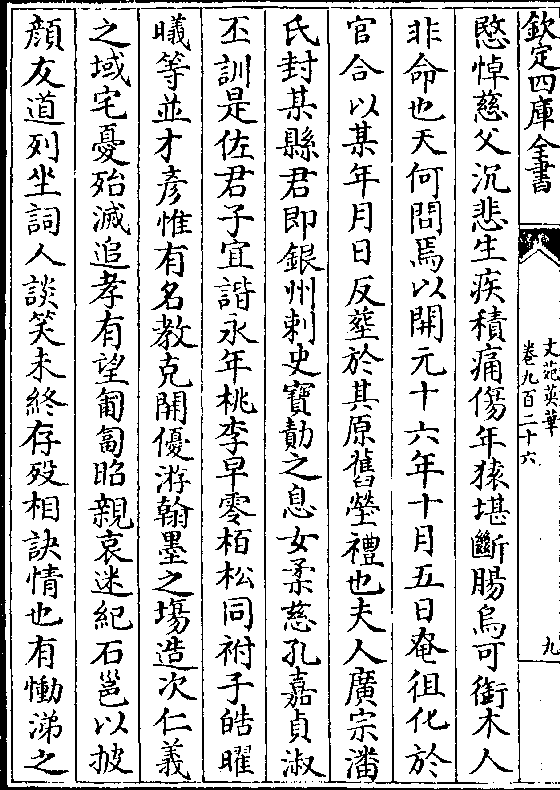 欽定四庫全書
文苑英華
卷九百二十六
九
愍悼慈父沉悲生疾積痛傷年猿堪斷腸烏可銜木人
非命也天何問焉以開元十六年十月五日奄徂化於
官合以某年月日反塟於其原舊塋禮也夫人廣宗潘
氏封某縣君即銀州刺史寶勣之息女柔慈孔嘉貞淑
丕訓是佐君子宜諧永年桃李早零栢松同祔子皓曜
曦等並才彥惟有名教克開優游翰墨之塲造次仁義
之域宅憂殆滅追孝有望匍匐昭親哀迷紀石邕以披
顔友道列坐詞人談笑未終存歿相訣情也有慟涕之